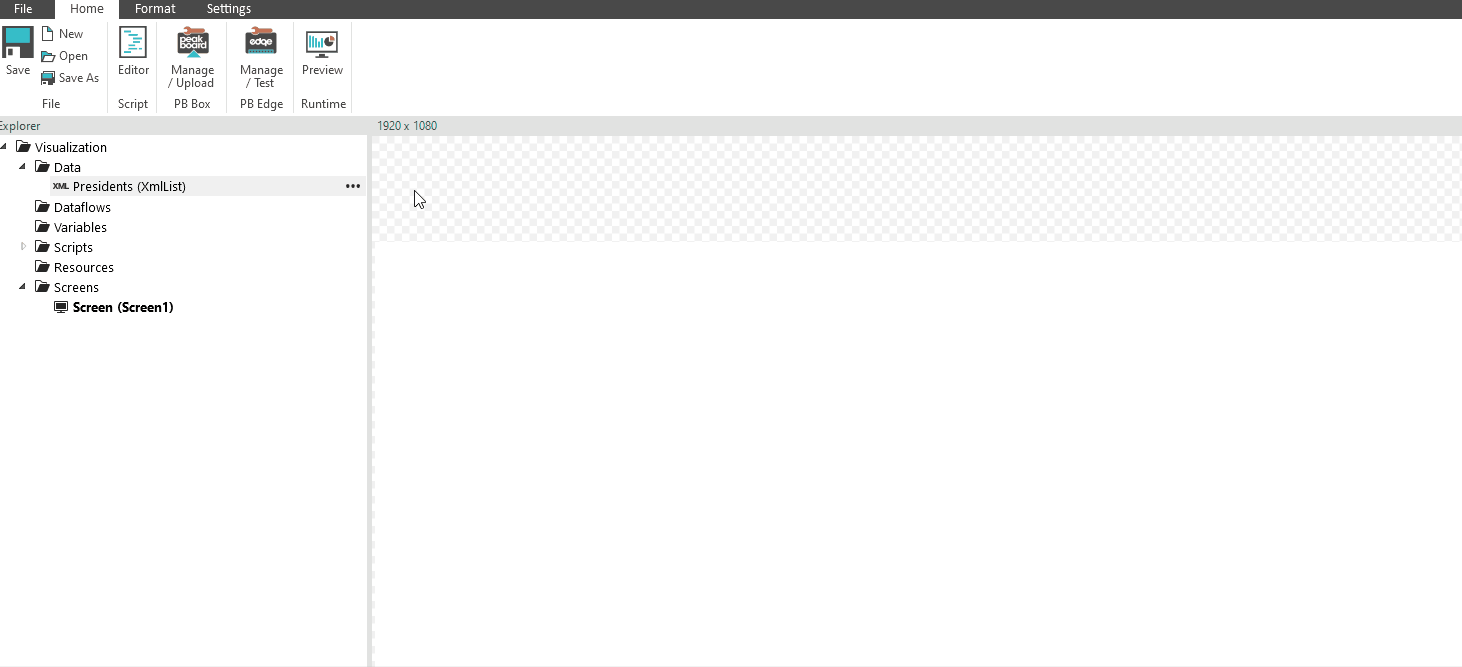 File Home Format Settings
Save
New
Open
Save As
File
Editor
Script
peak
board
Manage
/ Upload
PB Box
edge
Manage
/ Test
PB Edge
Preview
Runtime
Explorer
1920 x 1080
Visualization
Data
XML Presidents (XmlList)
Dataflows
Variables
Scripts
Resources
Screens
Screen (Screen1)